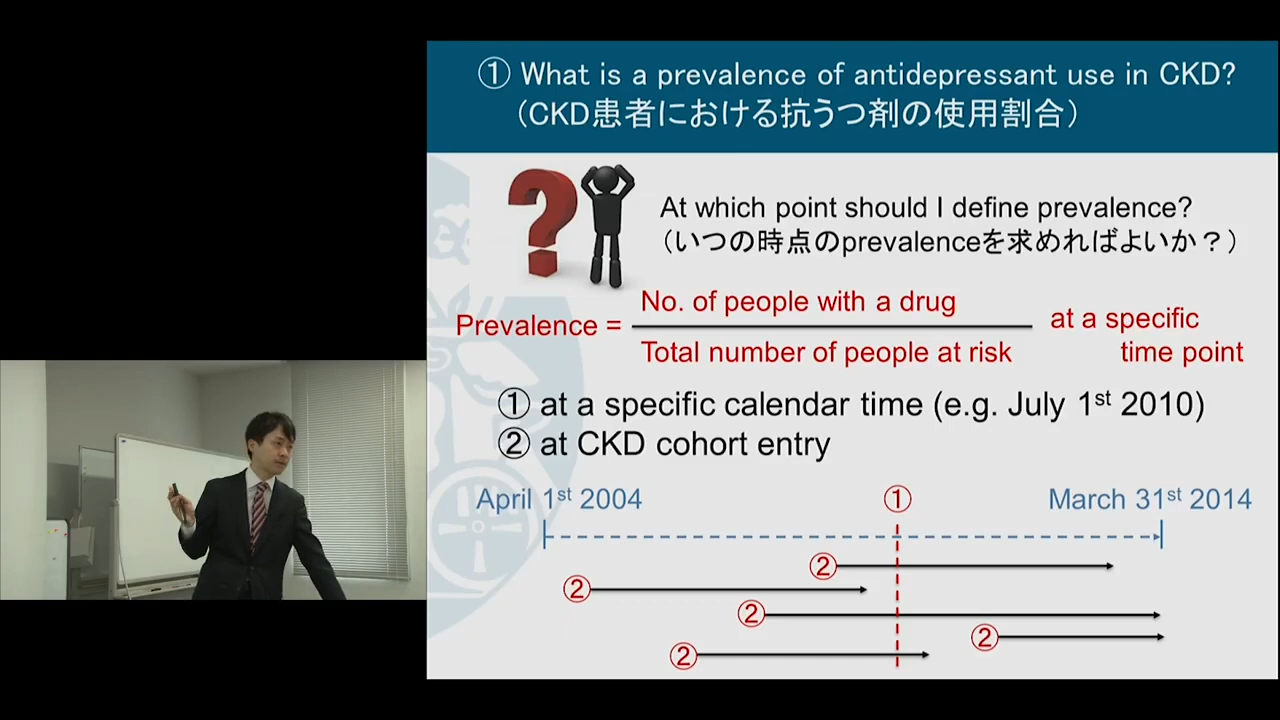 ① What is a prevalence of antidepressant use in CKD?
（CKD患者における抗うつ剤の使用割合）
At which point should I define prevalence?
（いつの時点のprevalenceを求めればよいか？）
Prevalence = No. of people with a drug
Total number of people at risk
at a specific
time point
① at a specific calendar time (e.g. July 1st 2010)
② at CKD cohort entry
April 1st 2004
①
March 31st 2014
②
②
②
②
②